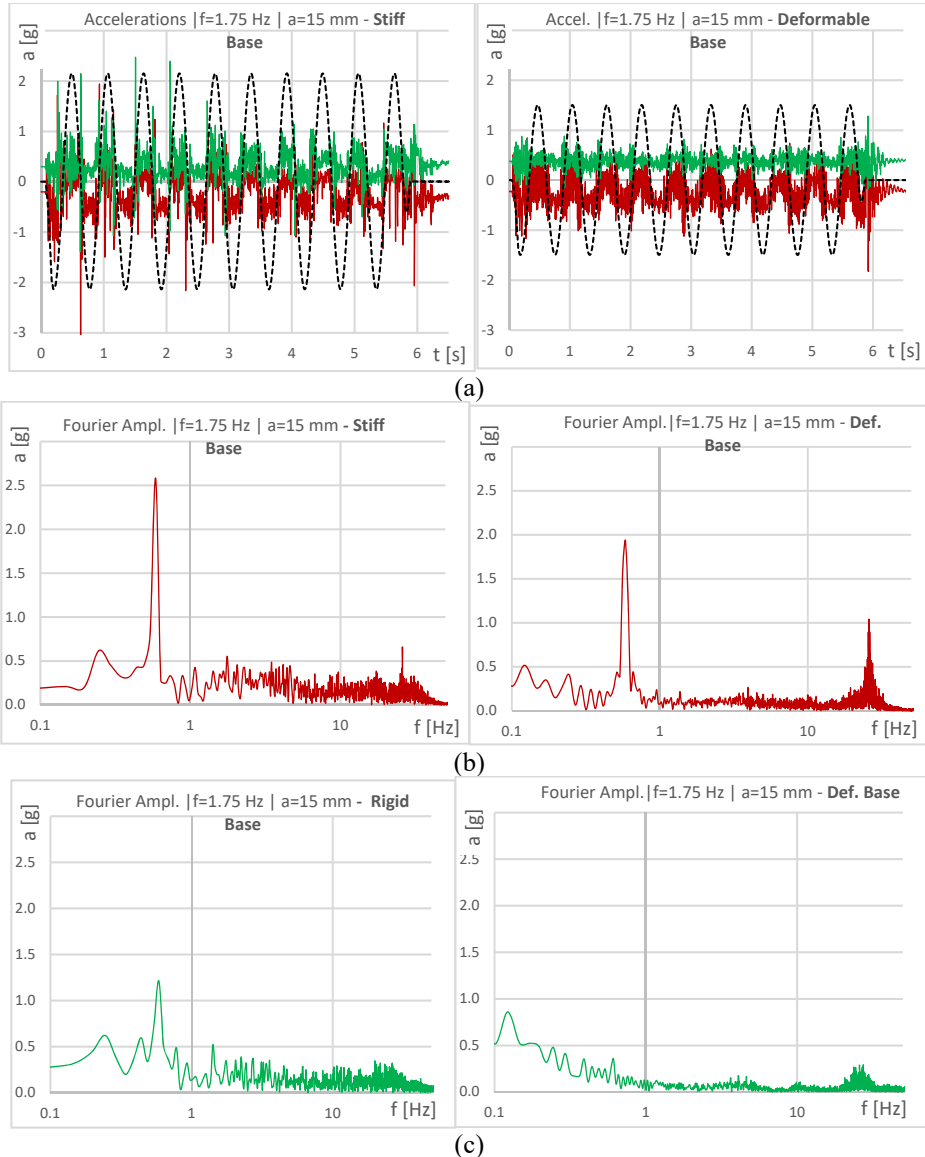 Accelerations |f=1.75 Hz | a=15 mm - Stiff
Base
a [g]
2
1
0
-1
-2
-3
0 1 2 3 4 5 6 t [s]
Accel. |f=1.75 Hz | a=15 mm - Deformable
Base
a [g]
2
1
0
-1
-2
-3
0 1 2 3 4 5 6 t [s]
(a)
Fourier Ampl. |f=1.75 Hz | a=15 mm - Stiff
Base
a [g]
2.5
2.0
1.5
1.0
0.5
0.0
0.1 1 10 f [Hz]
Fourier Ampl. |f=1.75 Hz | a=15 mm - Def.
Base
a [g]
2.5
2.0
1.5
1.0
0.5
0.0
0.1 1 10 f [Hz]
(b)
Fourier Ampl. |f=1.75 Hz | a=15 mm - Rigid
Base
a [g]
2.5
2.0
1.5
1.0
0.5
0.0
0.1 1 10 f [Hz]
Fourier Ampl.|f=1.75 Hz | a=15 mm - Def. Base
a [g]
2.5
2.0
1.5
1.0
0.5
0.0
0.1 1 10 f [Hz]
(c)